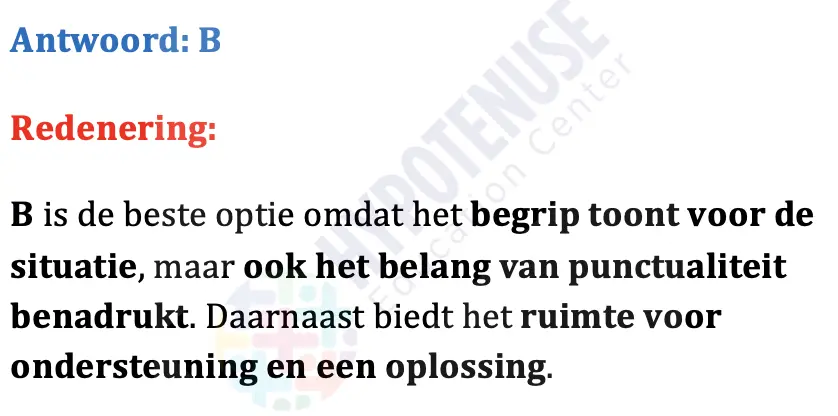 Antwoord: B
Redenering:
B is de beste optie omdat het begrip toont voor de
situatie, maar ook het belang van punctualiteit
benadrukt. Daarnaast biedt het ruimte voor
ondersteuning en een oplossing.
HYPOTENUSE
Education Center